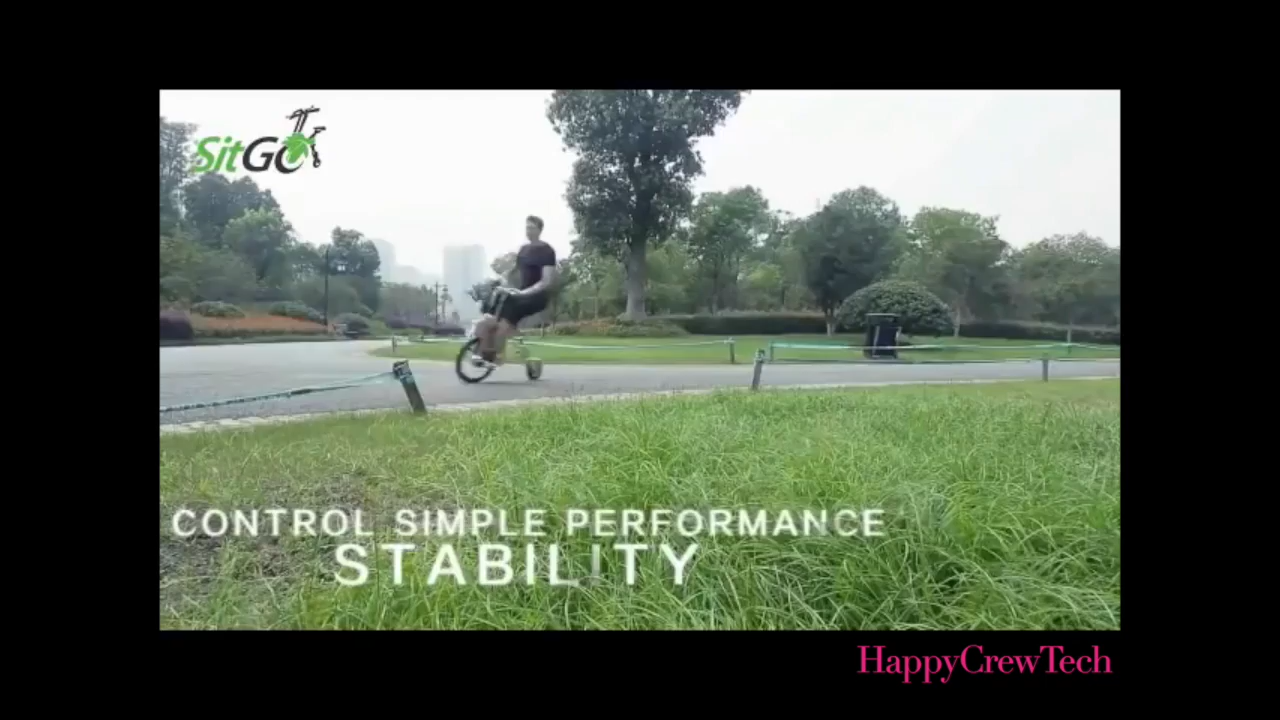 SitGo
CONTROL SIMPLE PERFORMANCE
STABILITY
HappyCrewTech